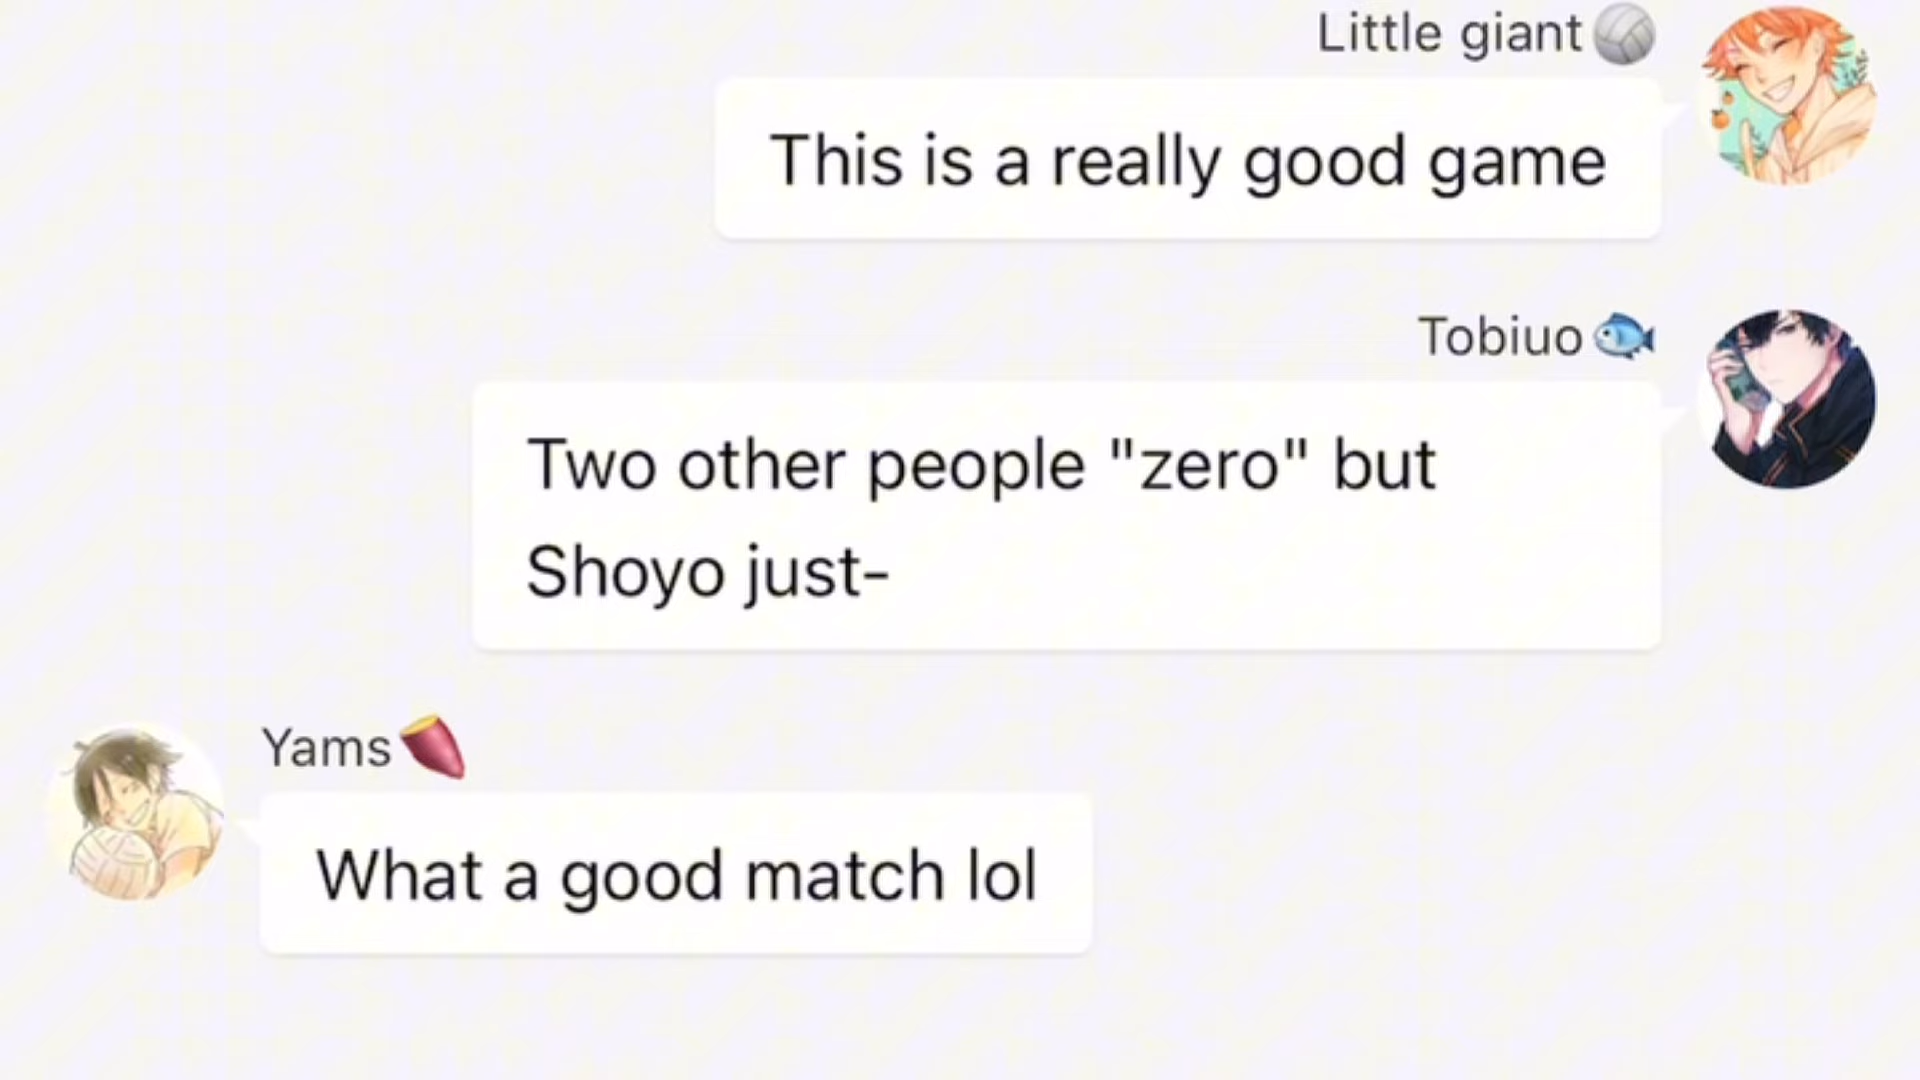 Little giant🏐
This is a really good game
Tobiuo🐟
Two other people "zero" but
Shoyo just-
Yams🍠
What a good match lol